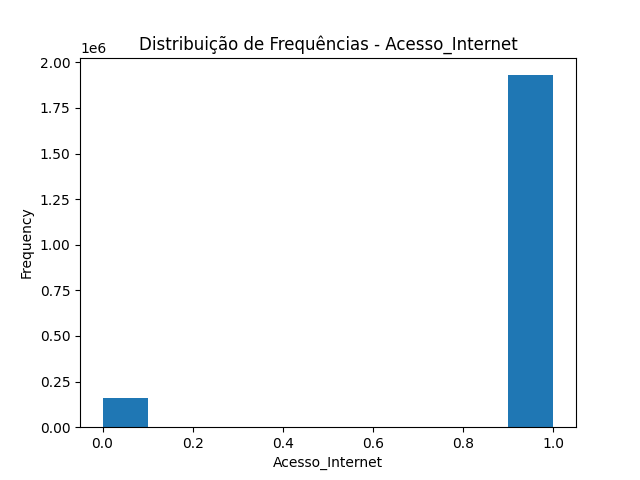 Distribuição de Frequências - Acesso_Internet
1e6
2.00
1.75
1.50
1.25
1.00
0.75
0.50
0.25
0.00
Frequency
0.0 0.2 0.4 0.6 0.8 1.0
Acesso_Internet